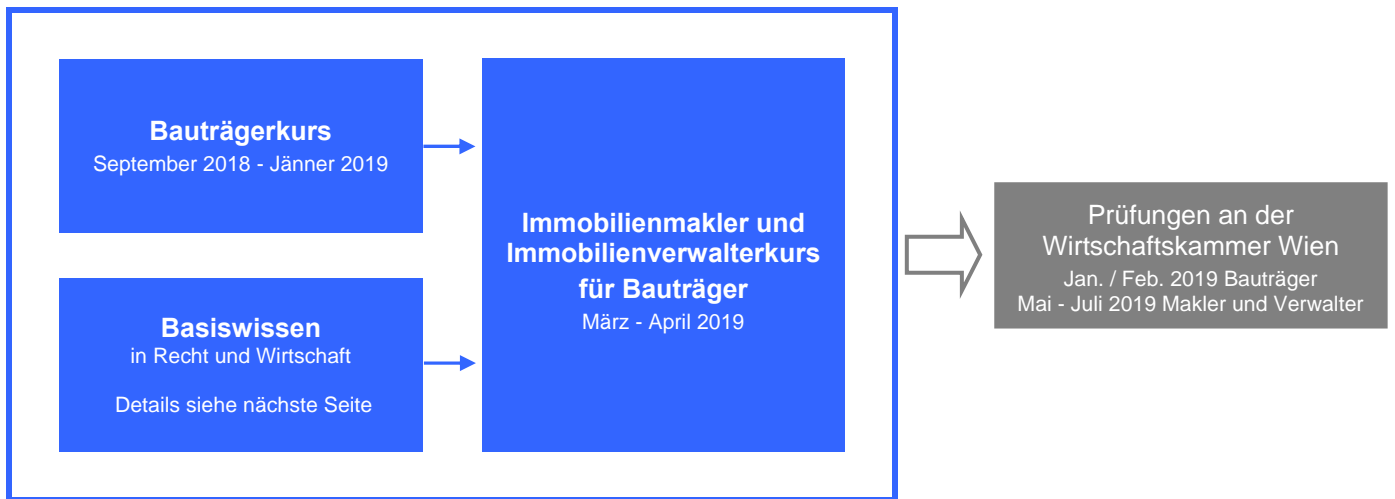 Bauträgerkurs
September 2018 - Jänner 2019
Basiswissen
in Recht und Wirtschaft
Details siehe nächste Seite
Immobilienmakler und
Immobilienverwalterkurs
für Bauträger
März - April 2019
Prüfungen an der
Wirtschaftskammer Wien
Jan. / Feb. 2019 Bauträger
Mai - Juli 2019 Makler und Verwalter